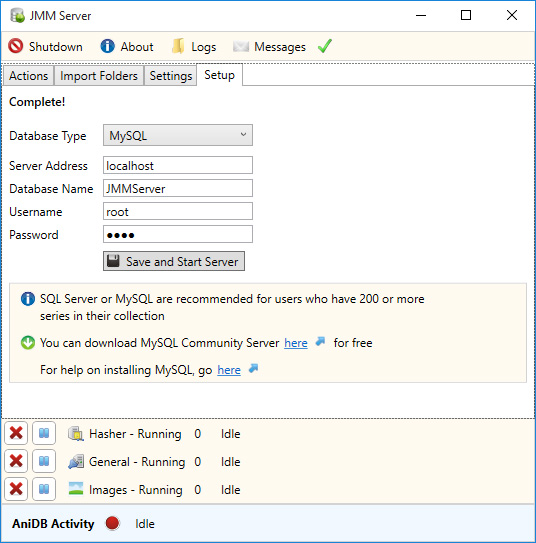 JMM Server
Shutdown About Logs Messages
Actions Import Folders Settings Setup
Complete!
Database Type MySQL
Server Address localhost
Database Name JMMServer
Username root
Password ●●●●
Save and Start Server
SQL Server or MySQL are recommended for users who have 200 or more
series in their collection
You can download MySQL Community Server here for free
For help on installing MySQL, go here
Hasher - Running 0 Idle
General - Running 0 Idle
Images - Running 0 Idle
AniDB Activity Idle